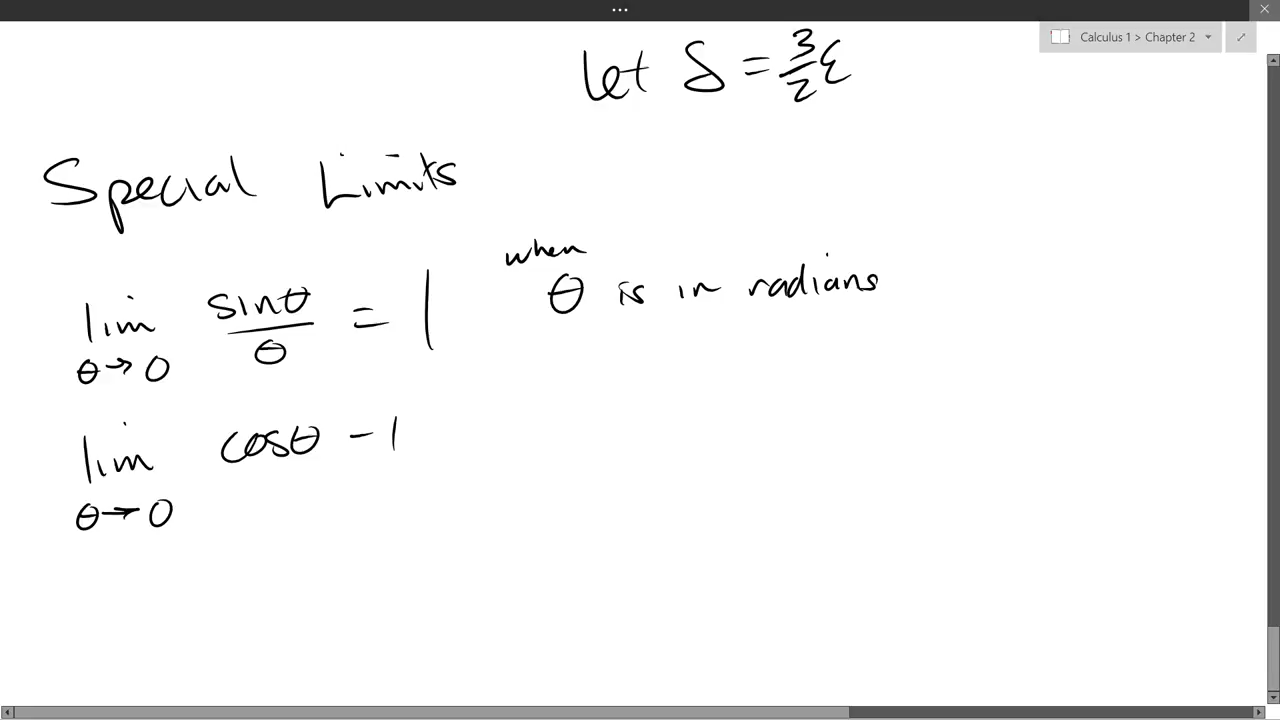 ...
Calculus 1 > Chapter 2
let δ = 3/2 ε
Special Limits
lim θ→0 sinθ/θ = 1 when θ is in radians
lim θ→0 cosθ - 1